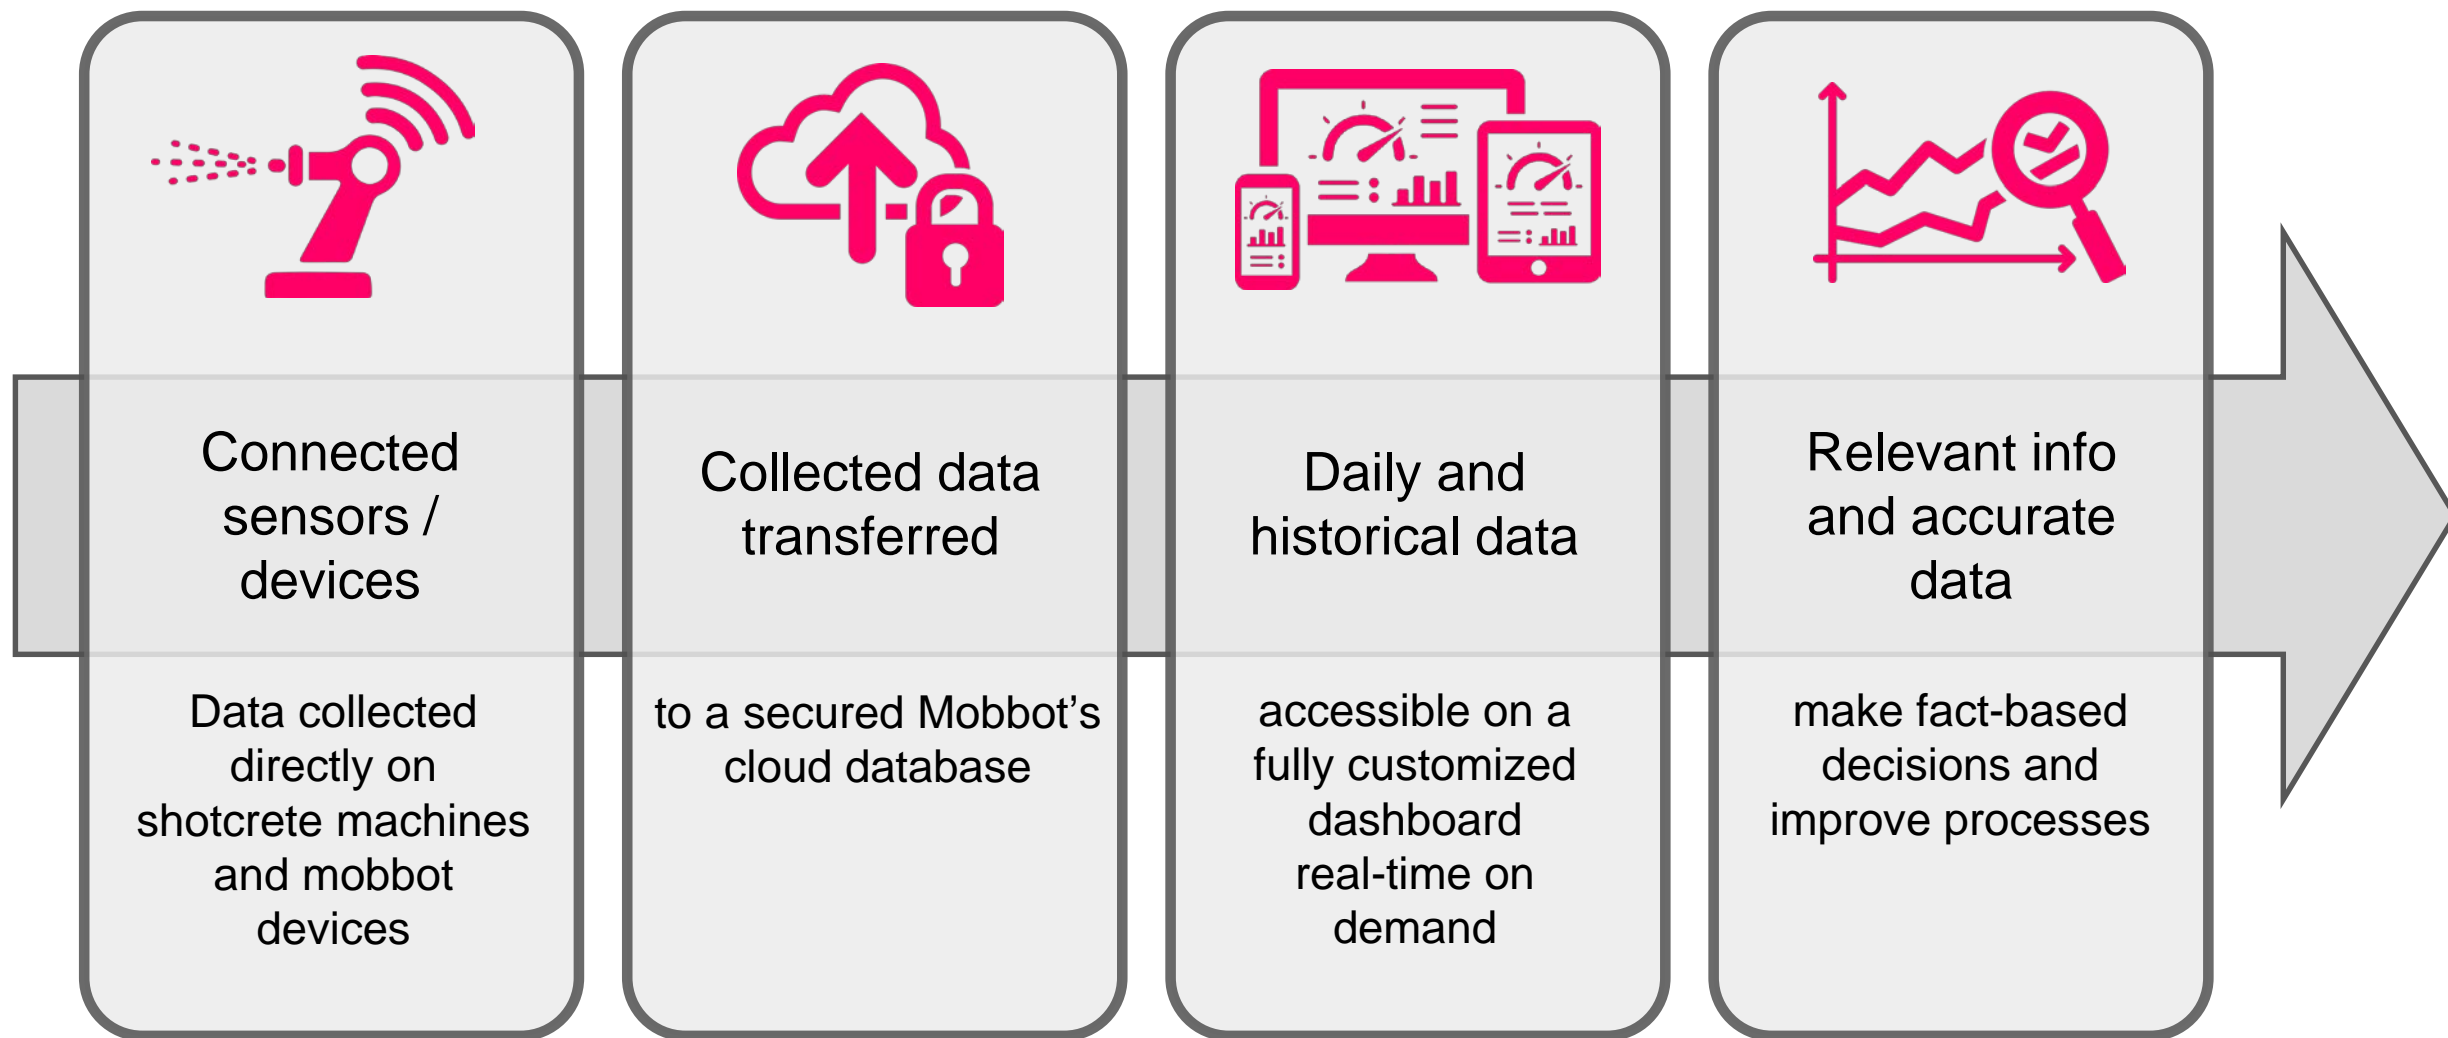 Connected
sensors /
devices
Data collected
directly on
shotcrete machines
and mobbot
devices
Collected data
transferred
to a secured Mobbot’s
cloud database
Daily and
historical data
accessible on a
fully customized
dashboard
real-time on
demand
Relevant info
and accurate
data
make fact-based
decisions and
improve processes